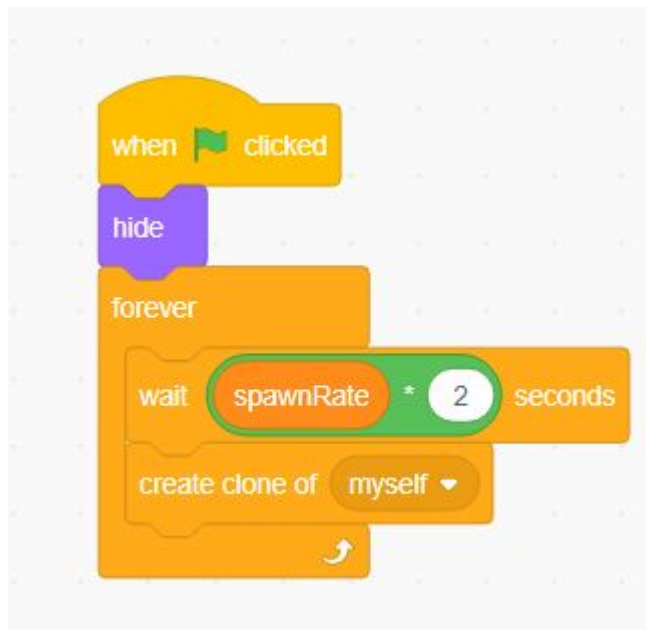 when clicked
hide
forever
wait spawnRate * 2 seconds
create clone of myself